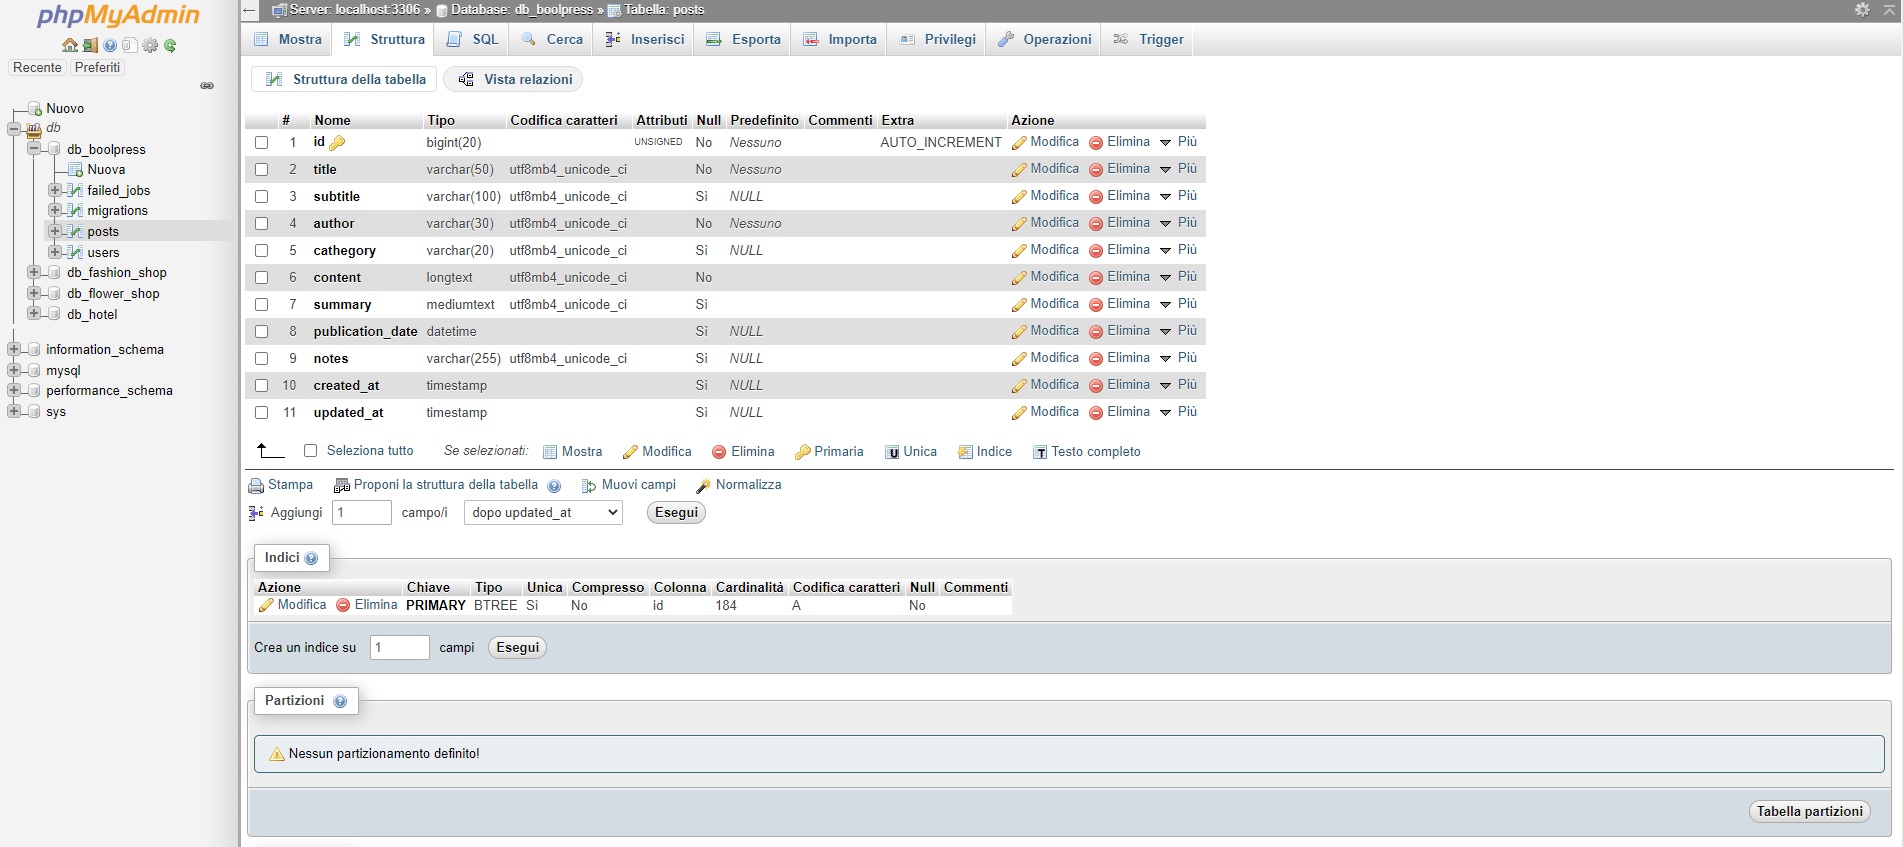 phpMyAdmin
Recente Preferiti
Nuovo
db
db_boolpress
Nuova
failed_jobs
migrations
posts
users
db_fashion_shop
db_flower_shop
db_hotel
information_schema
mysql
performance_schema
sys
Server: localhost:3306 » Database: db_boolpress » Tabella: posts
Mostra Struttura SQL Cerca Inserisci Esporta Importa Privilegi Operazioni Trigger
Struttura della tabella Vista relazioni
# Nome Tipo Codifica caratteri Attributi Null Predefinito Commenti Extra Azione
1 id bigint(20) UNSIGNED No Nessuno AUTO_INCREMENT Modifica Elimina Più
2 title varchar(50) utf8mb4_unicode_ci No Nessuno Modifica Elimina Più
3 subtitle varchar(100) utf8mb4_unicode_ci Sì NULL Modifica Elimina Più
4 author varchar(30) utf8mb4_unicode_ci No Nessuno Modifica Elimina Più
5 cathegory varchar(20) utf8mb4_unicode_ci Sì NULL Modifica Elimina Più
6 content longtext utf8mb4_unicode_ci No Modifica Elimina Più
7 summary mediumtext utf8mb4_unicode_ci Sì Modifica Elimina Più
8 publication_date datetime Sì NULL Modifica Elimina Più
9 notes varchar(255) utf8mb4_unicode_ci Sì NULL Modifica Elimina Più
10 created_at timestamp Sì NULL Modifica Elimina Più
11 updated_at timestamp Sì NULL Modifica Elimina Più
Seleziona tutto Se selezionati: Mostra Modifica Elimina Primaria U Unica Indice T Testo completo
Stampa Proponi la struttura della tabella Muovi campi Normalizza
Aggiungi 1 campo/i dopo updated_at Esegui
Indici
Azione Chiave Tipo Unica Compresso Colonna Cardinalità Codifica caratteri Null Commenti
Modifica Elimina PRIMARY BTREE Sì No id 184 A No
Crea un indice su 1 campi Esegui
Partizioni
Nessun partizionamento definito!
Tabella partizioni